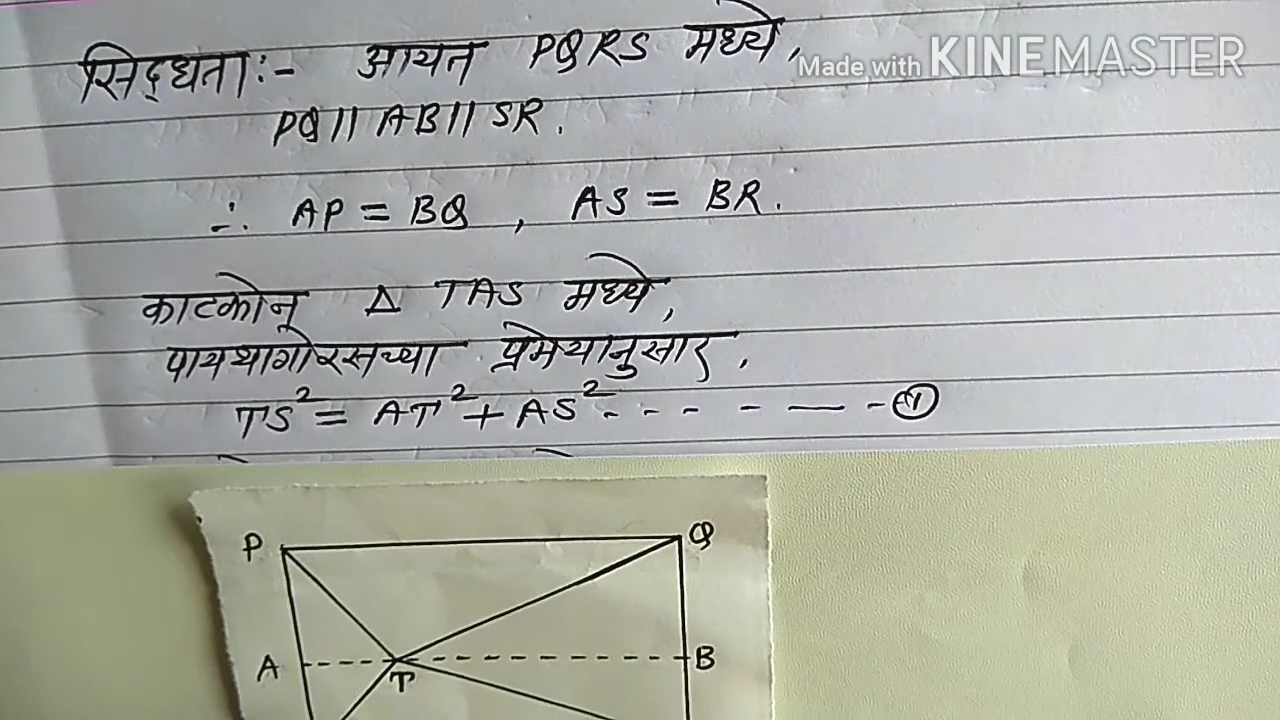 सिद्धता:- आयत PQRS मध्ये,
Made with KINEMASTER
PQ || AB || SR.
∴ AP = BQ , AS = BR.
काटकोन Δ TAS मध्ये,
पायथागोरसच्या प्रमेयानुसार,
TS² = AT² + AS² - - - - — - ①
P
Q
A
T
B